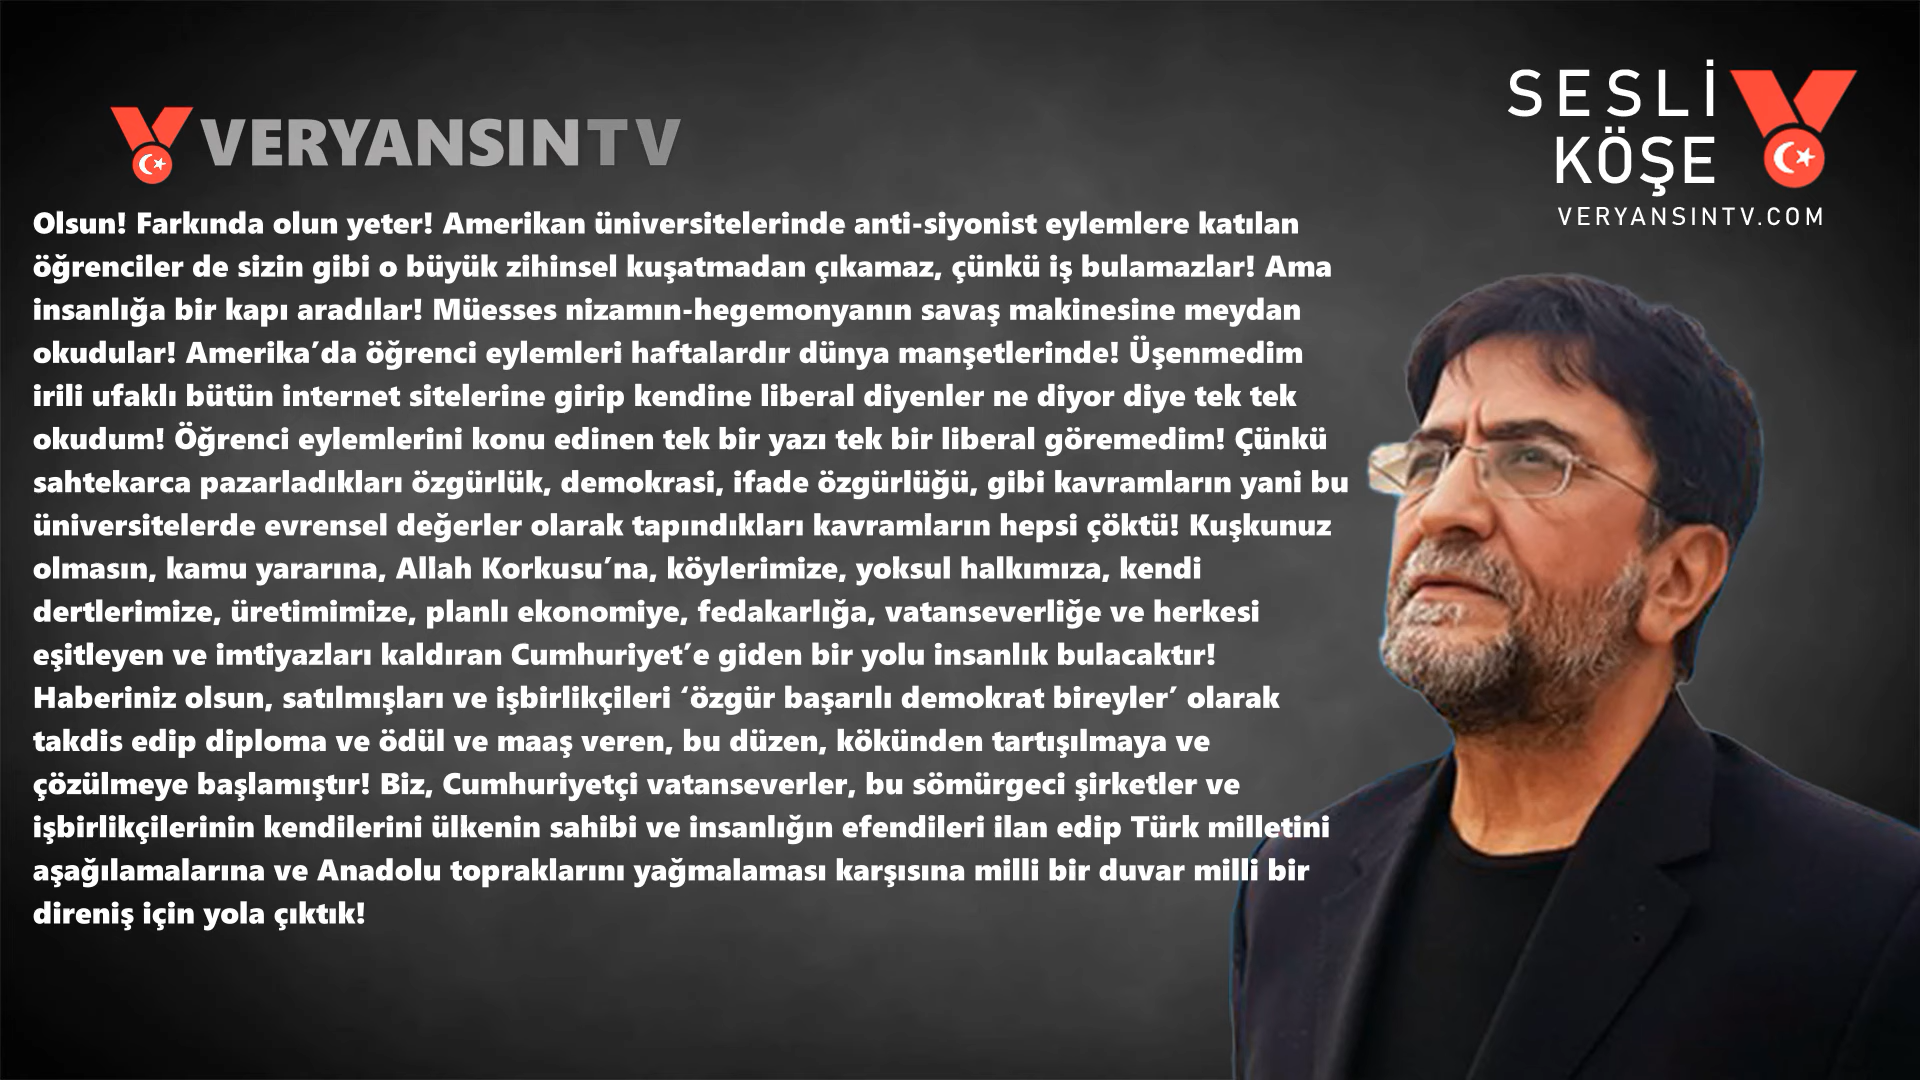 VERYANSINTV
SESLİ
KÖŞE
VERYANSINTV.COM
Olsun! Farkında olun yeter! Amerikan üniversitelerinde anti-siyonist eylemlere katılan
öğrenciler de sizin gibi o büyük zihinsel kuşatmadan çıkamaz, çünkü iş bulamazlar! Ama
insanlığa bir kapı aradılar! Müesses nizamın-hegemonyanın savaş makinesine meydan
okudular! Amerika’da öğrenci eylemleri haftalardır dünya manşetlerinde! Üşenmedim
irili ufaklı bütün internet sitelerine girip kendine liberal diyenler ne diyor diye tek tek
okudum! Öğrenci eylemlerini konu edinen tek bir yazı tek bir liberal göremedim! Çünkü
sahtekarca pazarladıkları özgürlük, demokrasi, ifade özgürlüğü, gibi kavramların yani bu
üniversitelerde evrensel değerler olarak tapındıkları kavramların hepsi çöktü! Kuşkunuz
olmasın, kamu yararına, Allah Korkusu’na, köylerimize, yoksul halkımıza, kendi
dertlerimize, üretimimize, planlı ekonomiye, fedakarlığa, vatanseverliğe ve herkesi
eşitleyen ve imtiyazları kaldıran Cumhuriyet’e giden bir yolu insanlık bulacaktır!
Haberiniz olsun, satılmışları ve işbirlikçileri ‘özgür başarılı demokrat bireyler’ olarak
takdis edip diploma ve ödül ve maaş veren, bu düzen, kökünden tartışılmaya ve
çözülmeye başlamıştır! Biz, Cumhuriyetçi vatanseverler, bu sömürgeci şirketler ve
işbirlikçilerinin kendilerini ülkenin sahibi ve insanlığın efendileri ilan edip Türk milletini
aşağılamalarına ve Anadolu topraklarını yağmalaması karşısına milli bir duvar milli bir
direniş için yola çıktık!